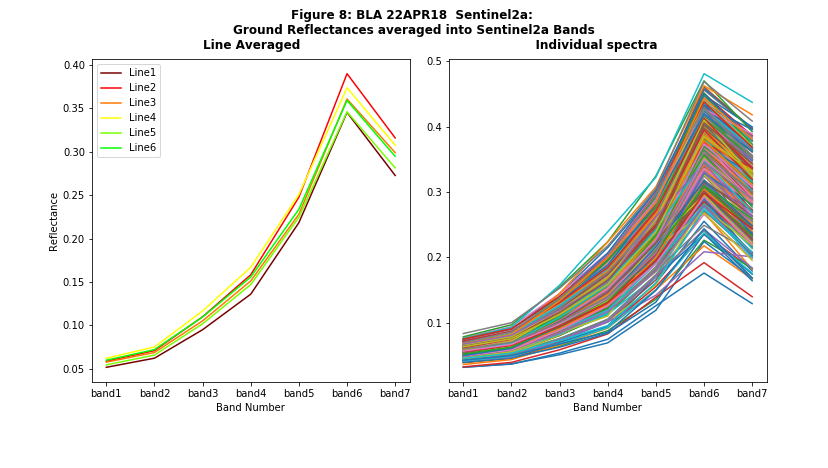 Figure 8: BLA 22APR18  Sentinel2a:
Ground Reflectances averaged into Sentinel2a Bands
Line Averaged
Individual spectra
0.40
0.35
0.30
0.25
0.20
0.15
0.10
0.05
Reflectance
Line1
Line2
Line3
Line4
Line5
Line6
band1 band2 band3 band4 band5 band6 band7
Band Number
0.5
0.4
0.3
0.2
0.1
band1 band2 band3 band4 band5 band6 band7
Band Number